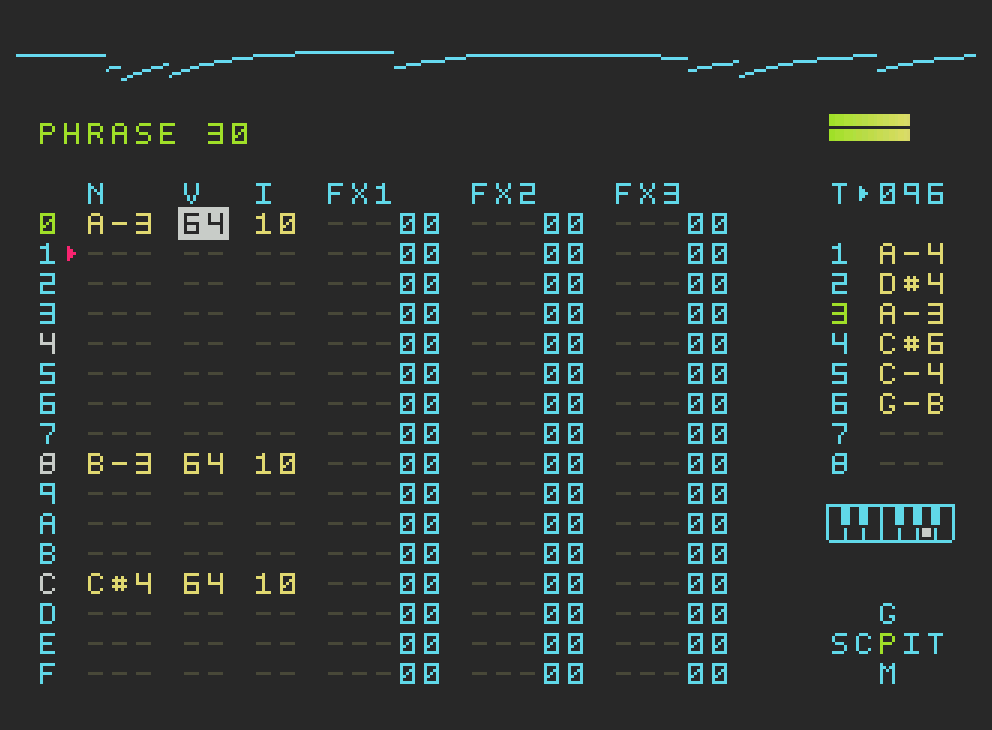 PHRASE 30
N V I FX1 FX2 FX3 T 096
0 A-3 64 10 ---00 ---00 ---00
1 --- -- -- ---00 ---00 ---00 1 A-4
2 --- -- -- ---00 ---00 ---00 2 D#4
3 --- -- -- ---00 ---00 ---00 3 A-3
4 --- -- -- ---00 ---00 ---00 4 C#6
5 --- -- -- ---00 ---00 ---00 5 C-4
6 --- -- -- ---00 ---00 ---00 6 G-B
7 --- -- -- ---00 ---00 ---00 7 ---
8 B-3 64 10 ---00 ---00 ---00 8 ---
9 --- -- -- ---00 ---00 ---00
A --- -- -- ---00 ---00 ---00
B --- -- -- ---00 ---00 ---00
C C#4 64 10 ---00 ---00 ---00
D --- -- -- ---00 ---00 ---00 G
E --- -- -- ---00 ---00 ---00 SCPIT
F --- -- -- ---00 ---00 ---00 M